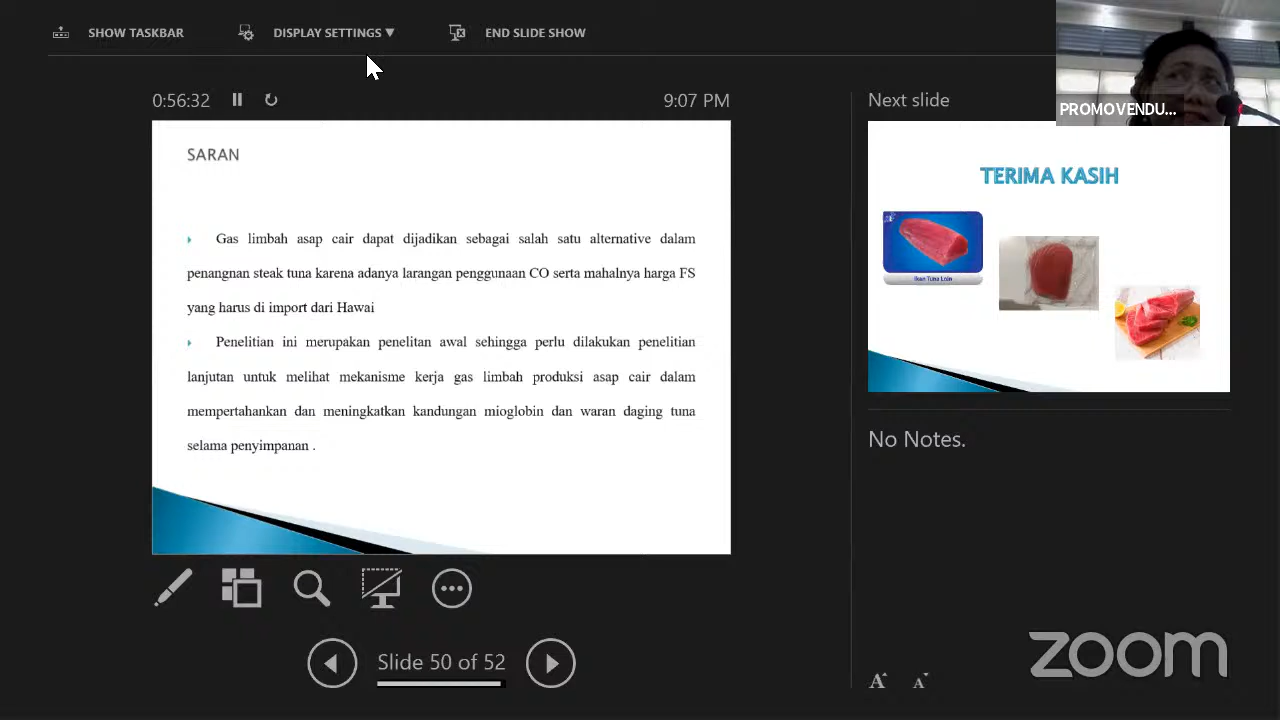 SHOW TASKBAR
DISPLAY SETTINGS ▼
END SLIDE SHOW
PROMOVENDU...
0:56:32
9:07 PM
SARAN
Gas limbah asap cair dapat dijadikan sebagai salah satu alternative dalam
penangnan steak tuna karena adanya larangan penggunaan CO serta mahalnya harga FS
yang harus di import dari Hawai
Penelitian ini merupakan penelitan awal sehingga perlu dilakukan penelitian
lanjutan untuk melihat mekanisme kerja gas limbah produksi asap cair dalam
mempertahankan dan meningkatkan kandungan mioglobin dan waran daging tuna
selama penyimpanan .
Slide 50 of 52
Next slide
TERIMA KASIH
Ikan Tuna Loin
No Notes.
A A
zoom